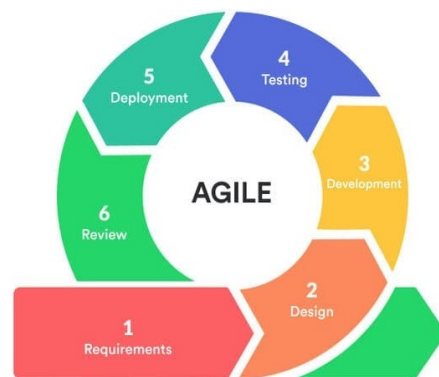 AGILE
1
Requirements
2
Design
3
Development
4
Testing
5
Deployment
6
Review